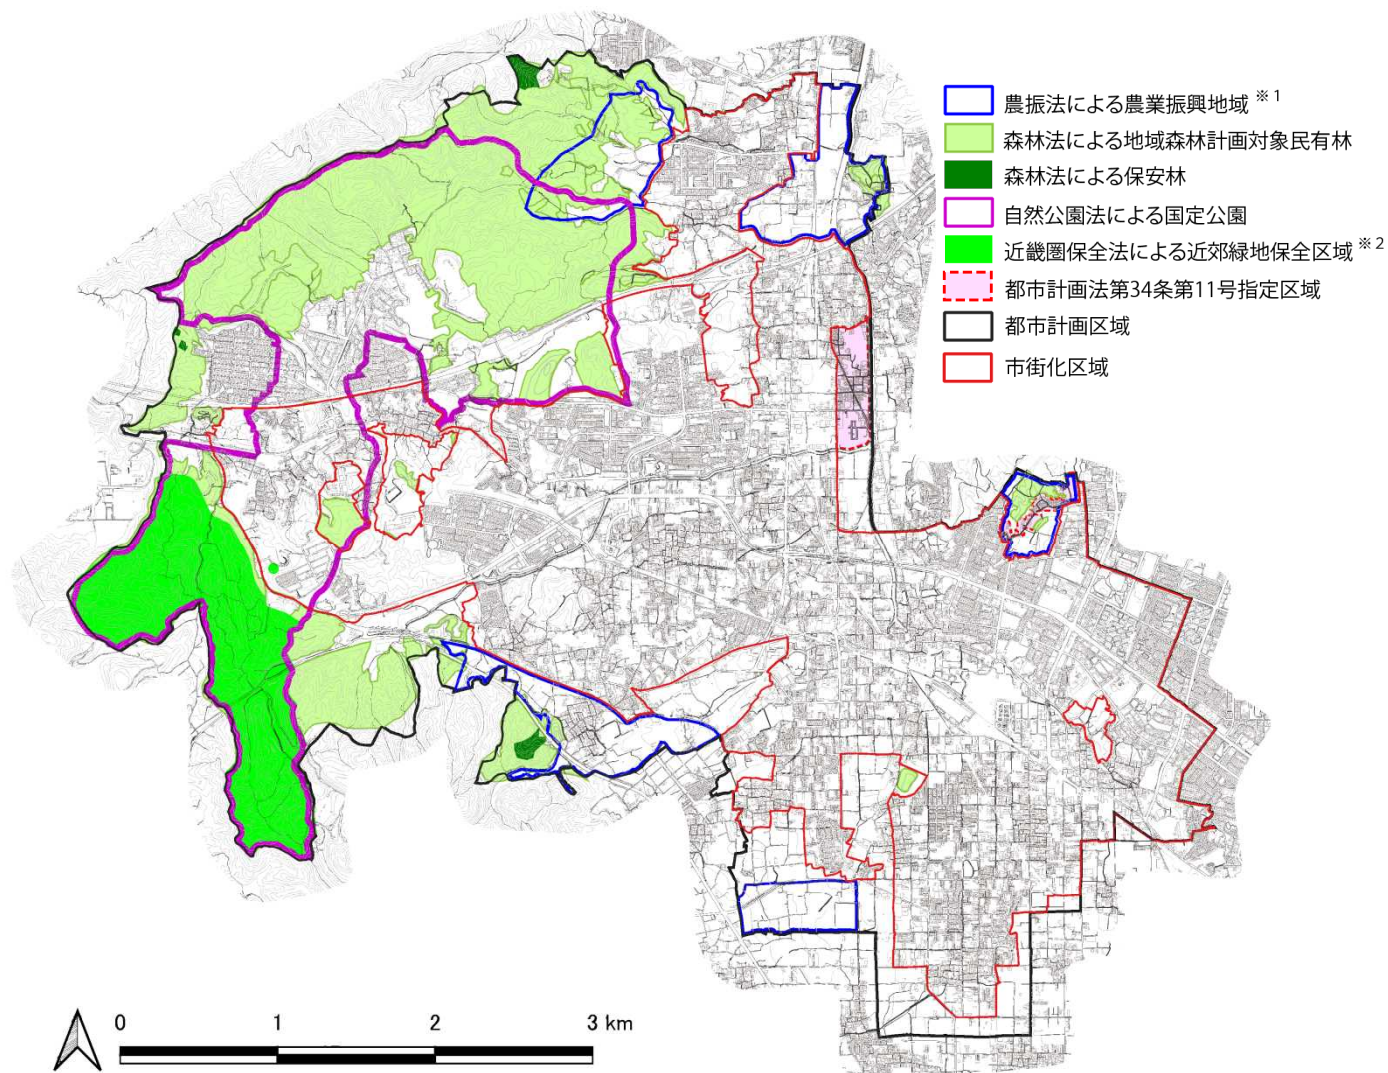 農振法による農業振興地域※1
森林法による地域森林計画対象民有林
森林法による保安林
自然公園法による国定公園
近畿圏保全法による近郊緑地保全区域※2
都市計画法第34条第11号指定区域
都市計画区域
市街化区域
0 1 2 3 km